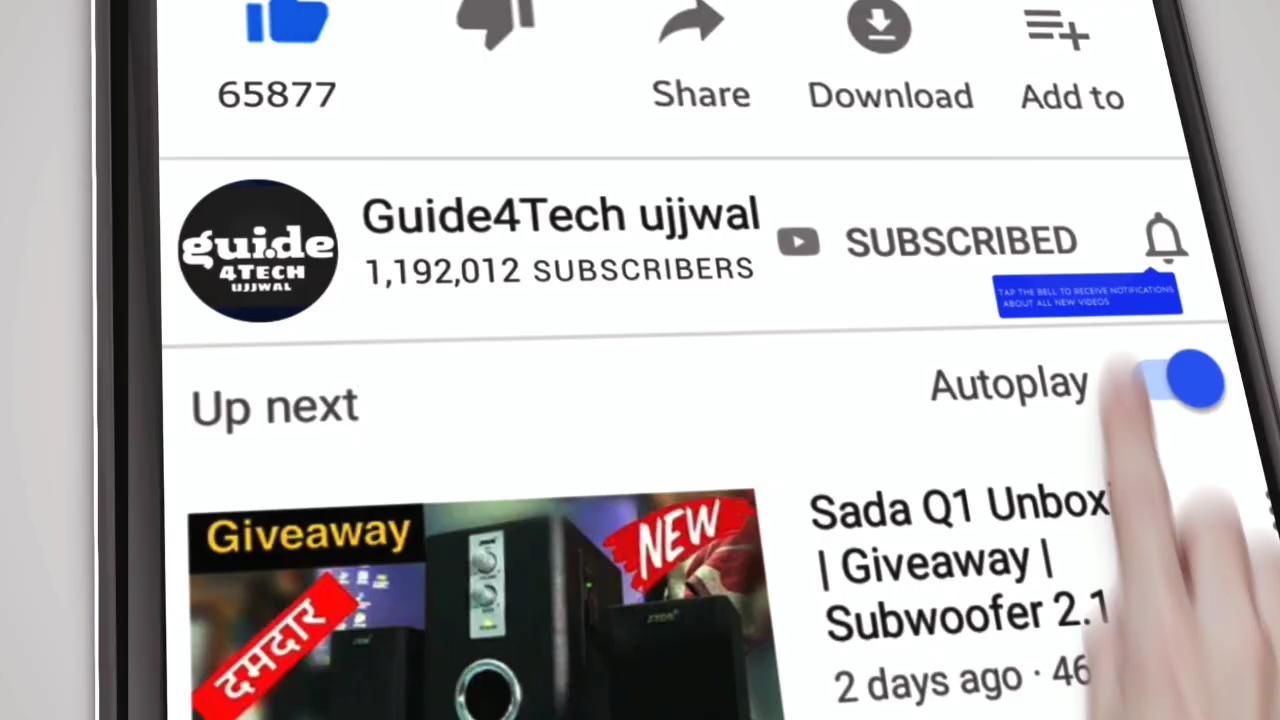 65877
Share
Download
Add to
guide
4TECH
UJJWAL
Guide4Tech ujjwal
1,192,012 SUBSCRIBERS
SUBSCRIBED
TAP THE BELL TO RECEIVE NOTIFICATIONS
ABOUT ALL NEW VIDEOS
Up next
Autoplay
Giveaway
NEW
दमदार
Sada Q1 Unbox
| Giveaway |
Subwoofer 2.1
2 days ago · 46